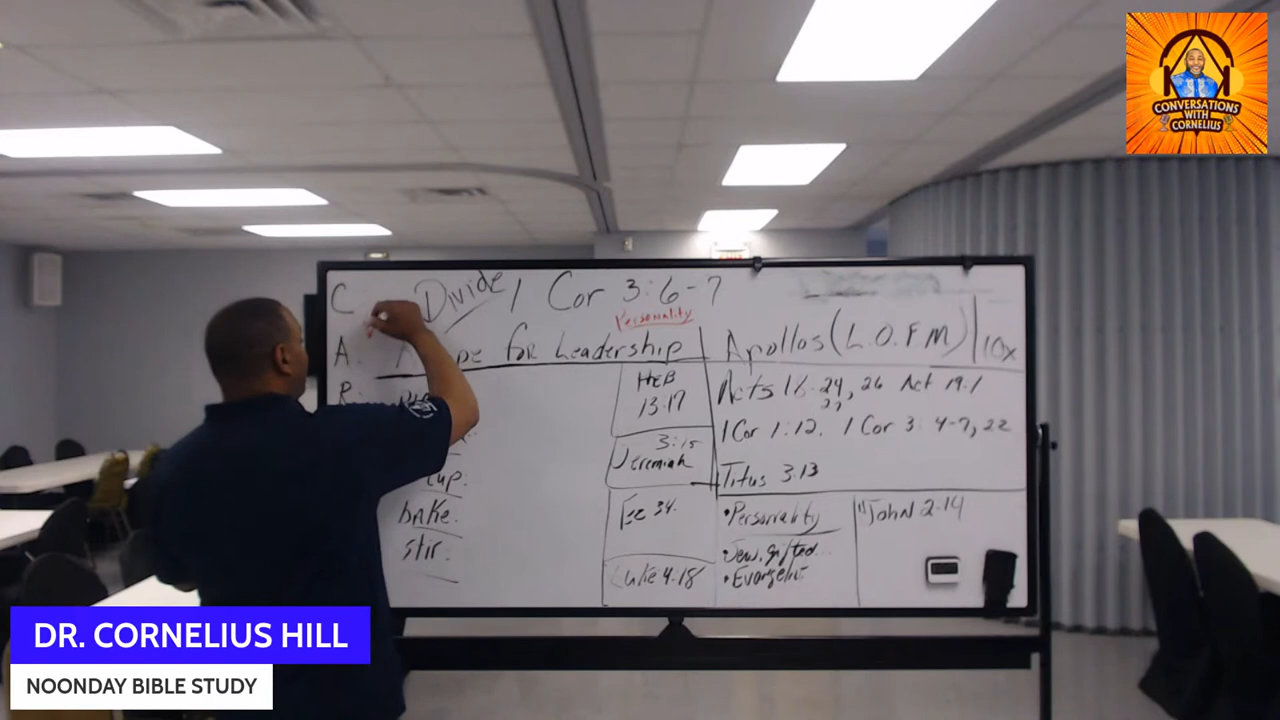 CONVERSATIONS
WITH
CORNELIUS
C Divide 1 Cor 3:6-7
Personality
A for Leadership Apollos (L.O.F.M) 10x
R
HEB
13:17
Acts 18-24, 26 Act 19:1
1 Cor 1:12. 1 Cor 3:4-7, 22
3:15
Jeremiah
Titus 3.13
cup.
bake.
stir.
34.
Luke 4.18
•Personality
•Jew. gifted..
•Evangelist
1 John 2-14
DR. CORNELIUS HILL
NOONDAY BIBLE STUDY